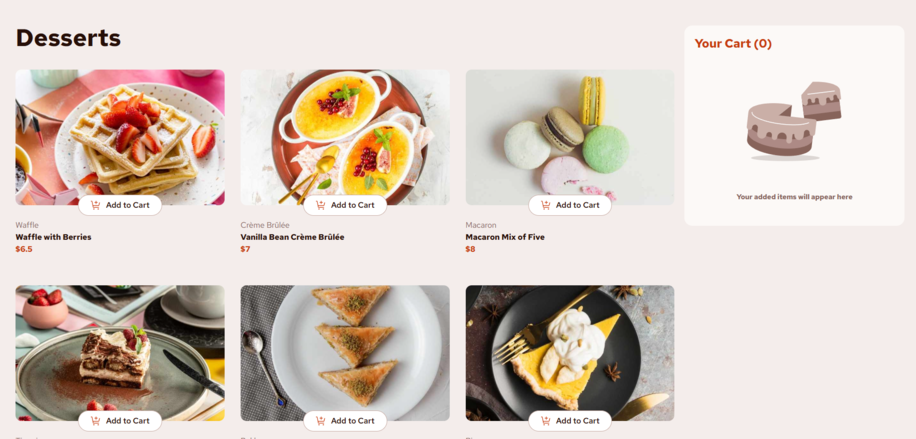 Desserts
Your Cart (0)
Your added items will appear here
Add to Cart
Add to Cart
Add to Cart
Waffle
Waffle with Berries
$6.5
Crème Brûlée
Vanilla Bean Crème Brûlée
$7
Macaron
Macaron Mix of Five
$8
Add to Cart
Add to Cart
Add to Cart